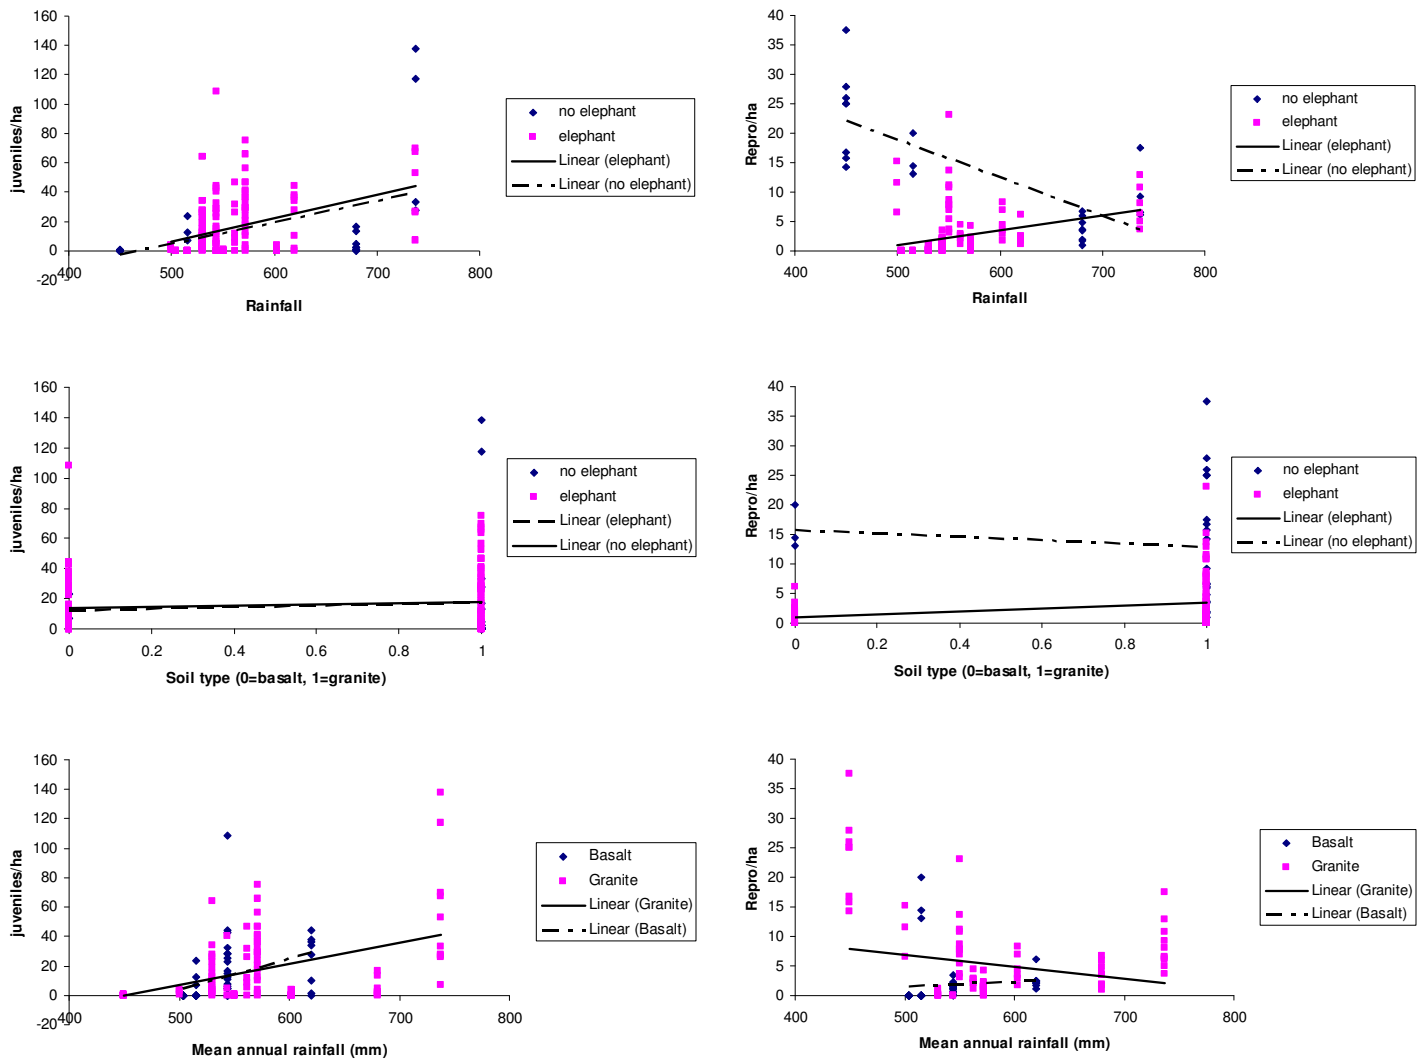 160
140
120
100
80
60
40
20
0
-20
juveniles/ha
400 500 600 700 800
Rainfall
no elephant
elephant
Linear (elephant)
Linear (no elephant)
40
35
30
25
20
15
10
5
0
Repro/ha
400 500 600 700 800
Rainfall
no elephant
elephant
Linear (elephant)
Linear (no elephant)
160
140
120
100
80
60
40
20
0
juveniles/ha
0 0.2 0.4 0.6 0.8 1
Soil type (0=basalt, 1=granite)
no elephant
elephant
Linear (elephant)
Linear (no elephant)
40
35
30
25
20
15
10
5
0
Repro/ha
0 0.2 0.4 0.6 0.8 1
Soil type (0=basalt, 1=granite)
no elephant
elephant
Linear (elephant)
Linear (no elephant)
160
140
120
100
80
60
40
20
0
-20
juveniles/ha
400 500 600 700 800
Mean annual rainfall (mm)
Basalt
Granite
Linear (Granite)
Linear (Basalt)
40
35
30
25
20
15
10
5
0
Repro/ha
400 500 600 700 800
Mean annual rainfall (mm)
Basalt
Granite
Linear (Granite)
Linear (Basalt)